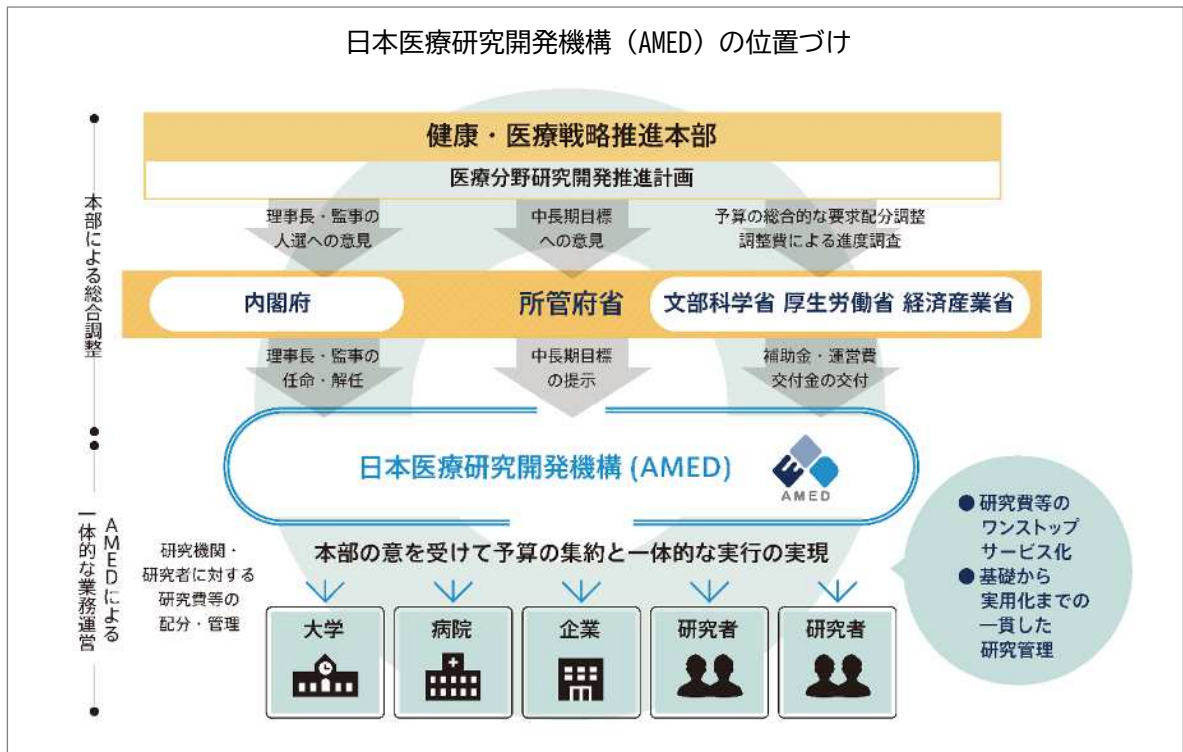 日本医療研究開発機構（AMED）の位置づけ
健康・医療戦略推進本部
医療分野研究開発推進計画
理事長・監事の
人選への意見
中長期目標
への意見
予算の総合的な要求配分調整
調整費による進度調査
本部による総合調整
内閣府
所管府省
文部科学省 厚生労働省 経済産業省
理事長・監事の
任命・解任
中長期目標
の提示
補助金・運営費
交付金の交付
日本医療研究開発機構 (AMED)
AMED
AMEDによる
一体的な業務運営
研究機関・
研究者に対する
研究費等の
配分・管理
本部の意を受けて予算の集約と一体的な実行の実現
大学
病院
企業
研究者
研究者
● 研究費等の
ワンストップ
サービス化
● 基礎から
実用化までの
一貫した
研究管理